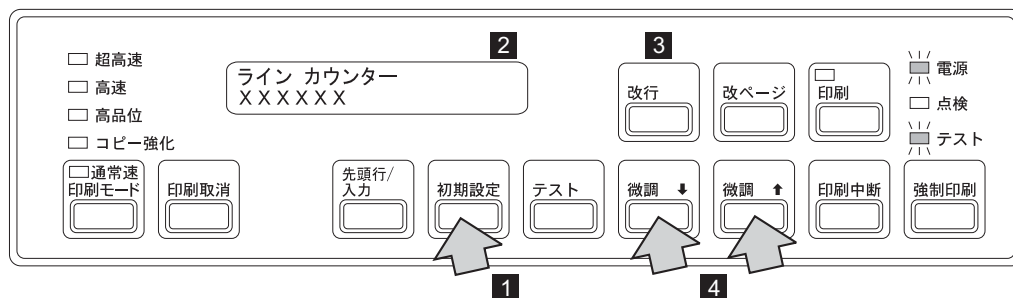 超高速
高速
高品位
コピー強化
通常速
印刷モード
印刷取消
2
ライン カウンター
XXXXXX
先頭行/
入力
初期設定
テスト
3
改行
改ページ
印刷
微調 ⬇
微調 ⬆
印刷中断
強制印刷
電源
点検
テスト
1
4